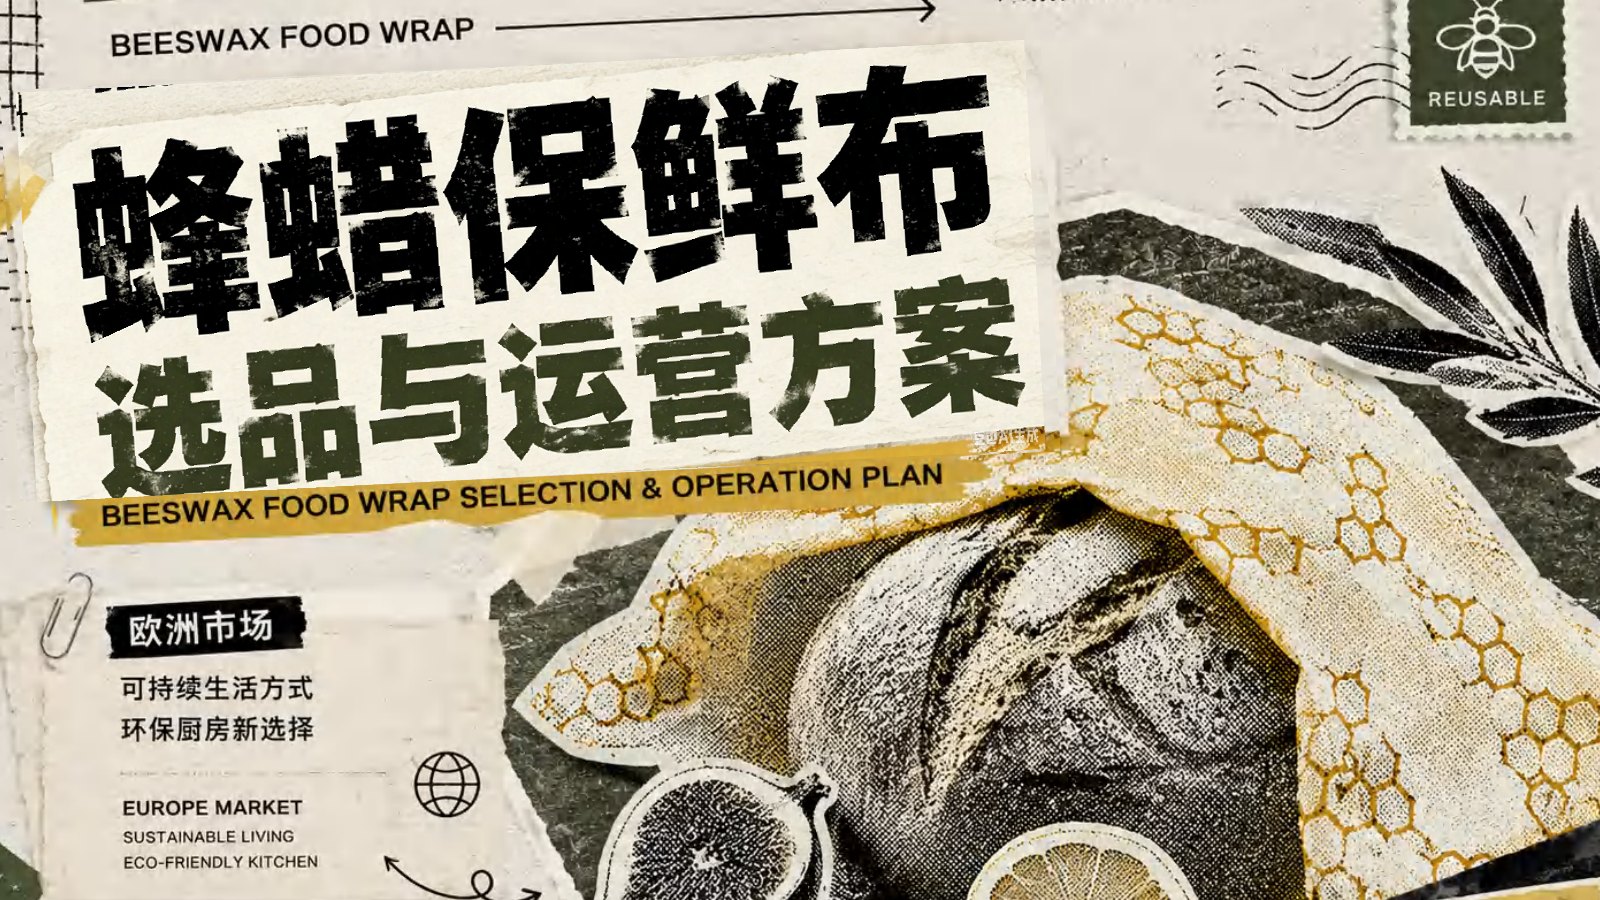 BEESWAX FOOD WRAP
REUSABLE
蜂蜡保鲜布
选品与运营方案
BEESWAX FOOD WRAP SELECTION & OPERATION PLAN
欧洲市场
可持续生活方式
环保厨房新选择
EUROPE MARKET
SUSTAINABLE LIVING
ECO-FRIENDLY KITCHEN